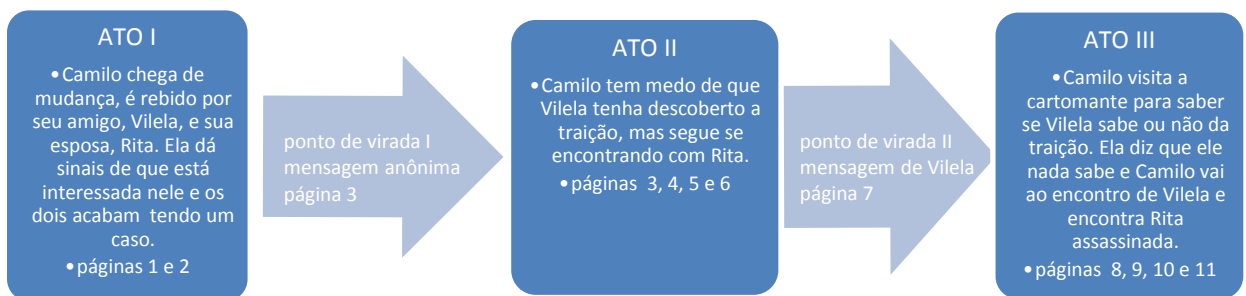 ATO I
•Camilo chega de
mudança, é rebido por
seu amigo, Vilela, e sua
esposa, Rita. Ela dá
sinais de que está
interessada nele e os
dois acabam tendo um
caso.
•páginas 1 e 2
ponto de virada I
mensagem anônima
página 3
ATO II
•Camilo tem medo de que
Vilela tenha descoberto a
traição, mas segue se
encontrando com Rita.
•páginas 3, 4, 5 e 6
ponto de virada II
mensagem de Vilela
página 7
ATO III
•Camilo visita a
cartomante para saber
se Vilela sabe ou não da
traição. Ela diz que ele
nada sabe e Camilo vai
ao encontro de Vilela e
encontra Rita
assassinada.
•páginas 8, 9, 10 e 11